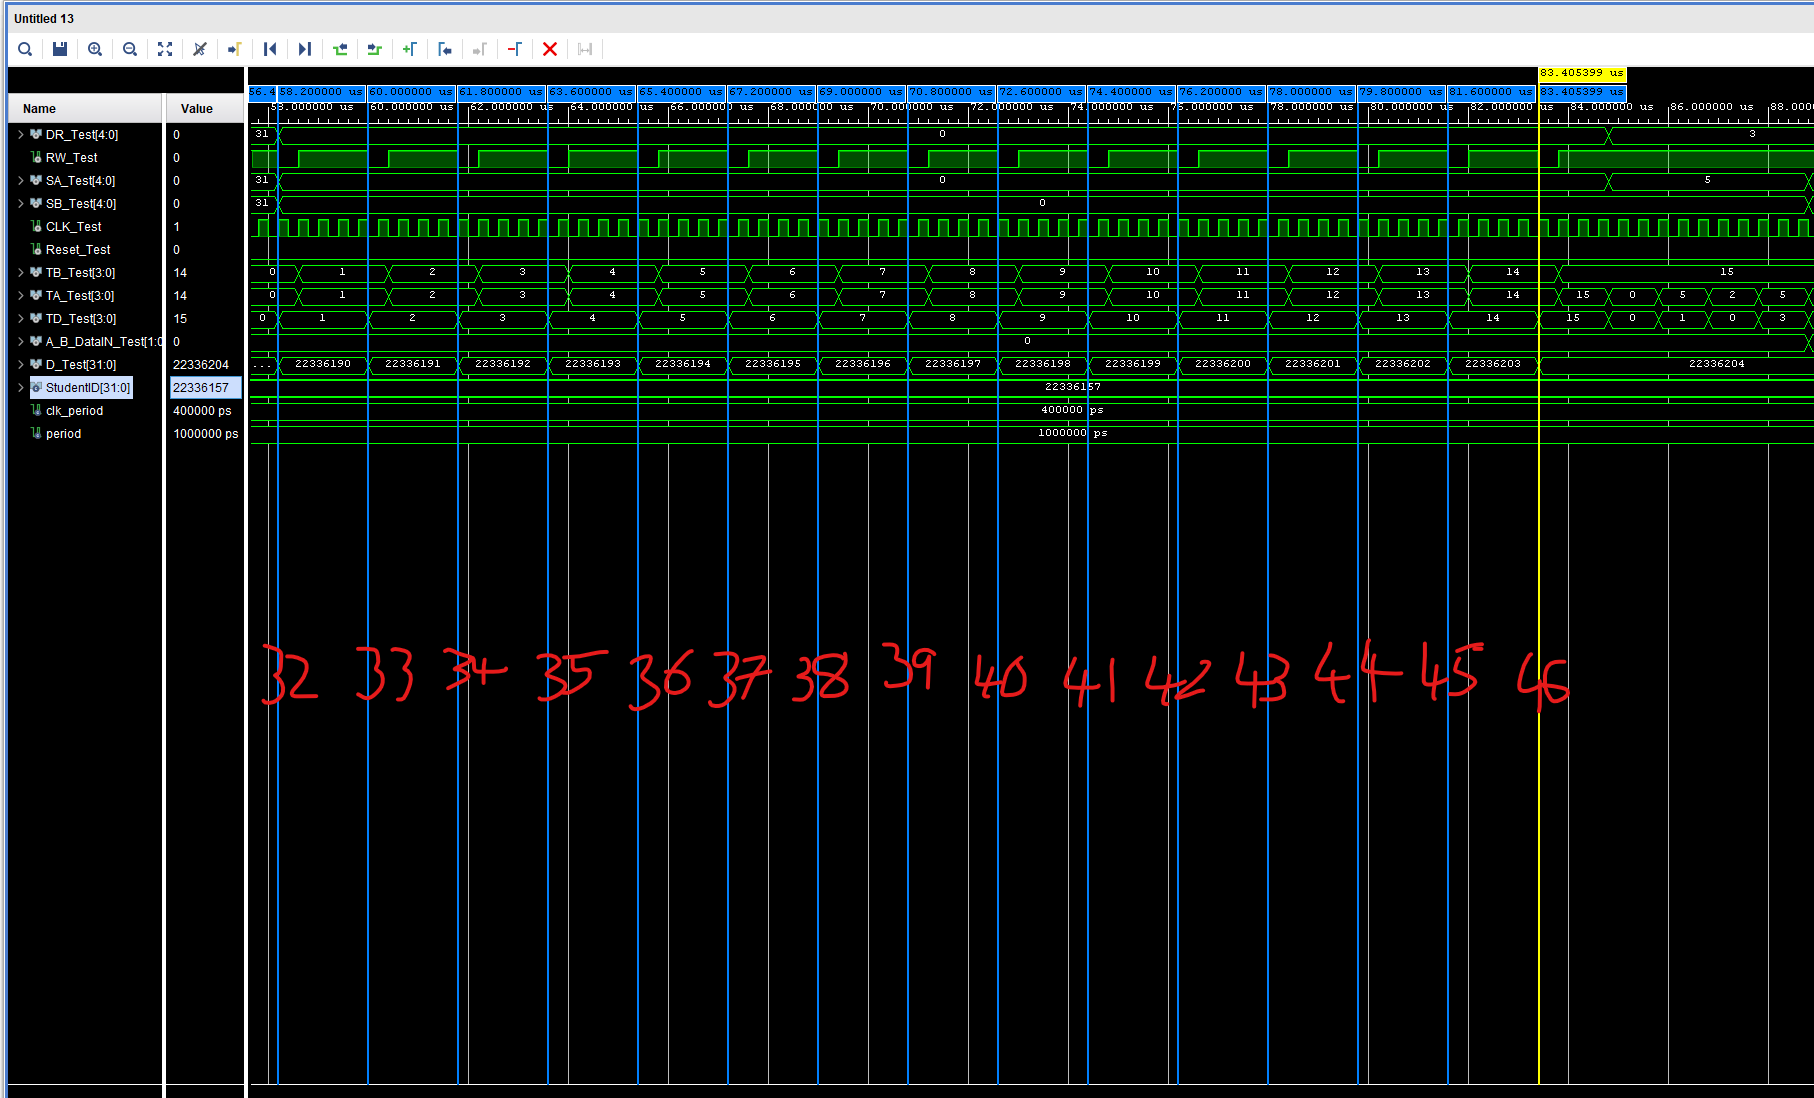 Untitled 13
83.405399 us
56.4 58.200000 us 60.000000 us 61.800000 us 63.600000 us 65.400000 us 67.200000 us 69.000000 us 70.800000 us 72.600000 us 74.400000 us 76.200000 us 78.000000 us 79.800000 us 81.600000 us 83.405399 us
Name Value 58.000000 us 60.000000 us 62.000000 us 64.000000 us 66.000000 us 68.000000 us 70.000000 us 72.000000 us 74.000000 us 76.000000 us 78.000000 us 80.000000 us 82.000000 us 84.000000 us 86.000000 us 88.000
DR_Test[4:0] 0 31 0 3
RW_Test 0
SA_Test[4:0] 0 31 0 5
SB_Test[4:0] 0 31 0
CLK_Test 1
Reset_Test 0
TB_Test[3:0] 14 0 1 2 3 4 5 6 7 8 9 10 11 12 13 14 15
TA_Test[3:0] 14 0 1 2 3 4 5 6 7 8 9 10 11 12 13 14 15 0 5 2 5
TD_Test[3:0] 15 0 1 2 3 4 5 6 7 8 9 10 11 12 13 14 15 0 1 0 3
A_B_DataIN_Test[1:0 0 0
D_Test[31:0] 22336204 ... 22336190 22336191 22336192 22336193 22336194 22336195 22336196 22336197 22336198 22336199 22336200 22336201 22336202 22336203 22336204
StudentID[31:0] 22336157 22336157
clk_period 400000 ps 400000 ps
period 1000000 ps 1000000 ps
32 33 34 35 36 37 38 39 40 41 42 43 44 45 46